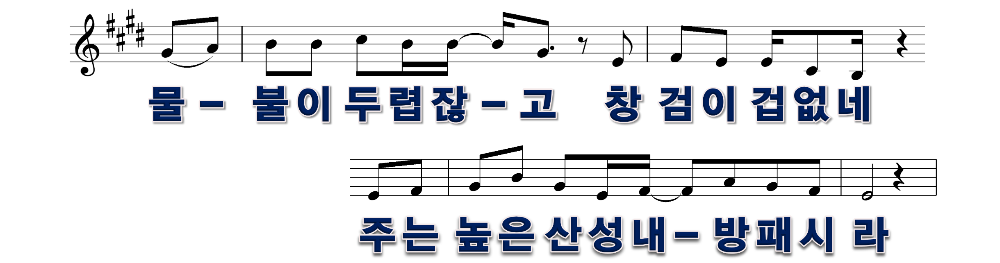 물 - 불이 두렵잖 - 고 창 검이 겁없네
주는 높은 산성내 - 방패시 라